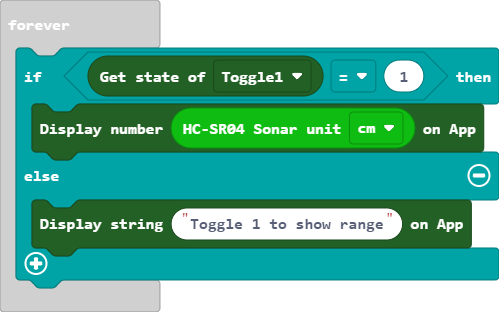 forever
if Get state of Toggle1 = 1 then
Display number HC-SR04 Sonar unit cm on App
else
Display string "Toggle 1 to show range" on App